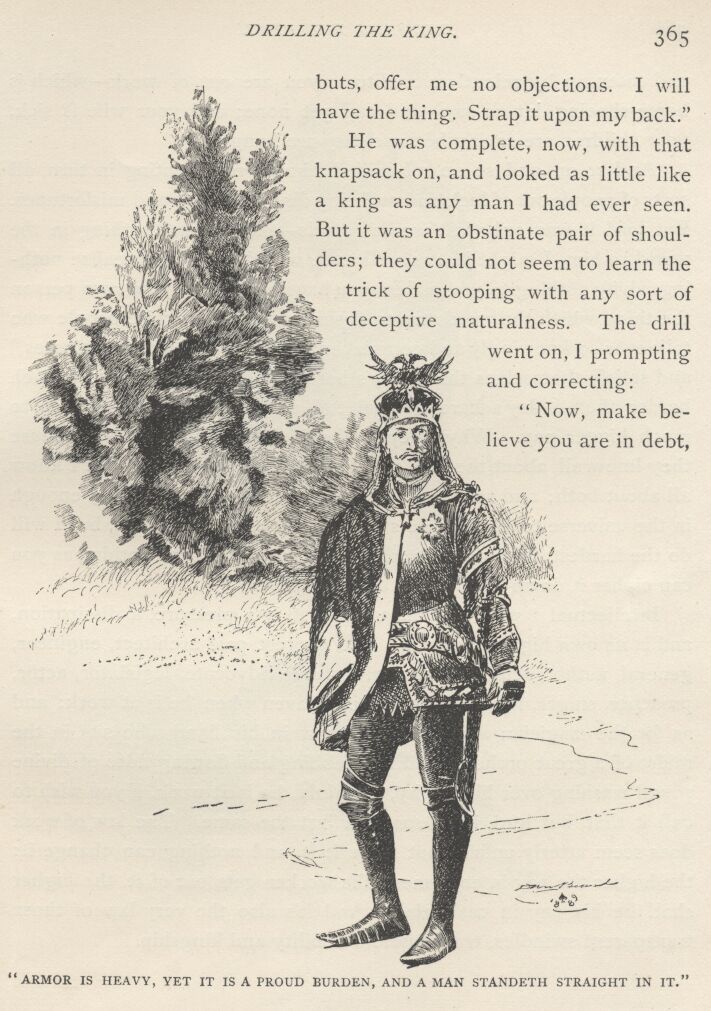 DRILLING THE KING.
365
buts, offer me no objections. I will
have the thing. Strap it upon my back.”
He was complete, now, with that
knapsack on, and looked as little like
a king as any man I had ever seen.
But it was an obstinate pair of shoul-
ders; they could not seem to learn the
trick of stooping with any sort of
deceptive naturalness. The drill
went on, I prompting
and correcting:
“Now, make be-
lieve you are in debt,
“ARMOR IS HEAVY, YET IT IS A PROUD BURDEN, AND A MAN STANDETH STRAIGHT IN IT.”